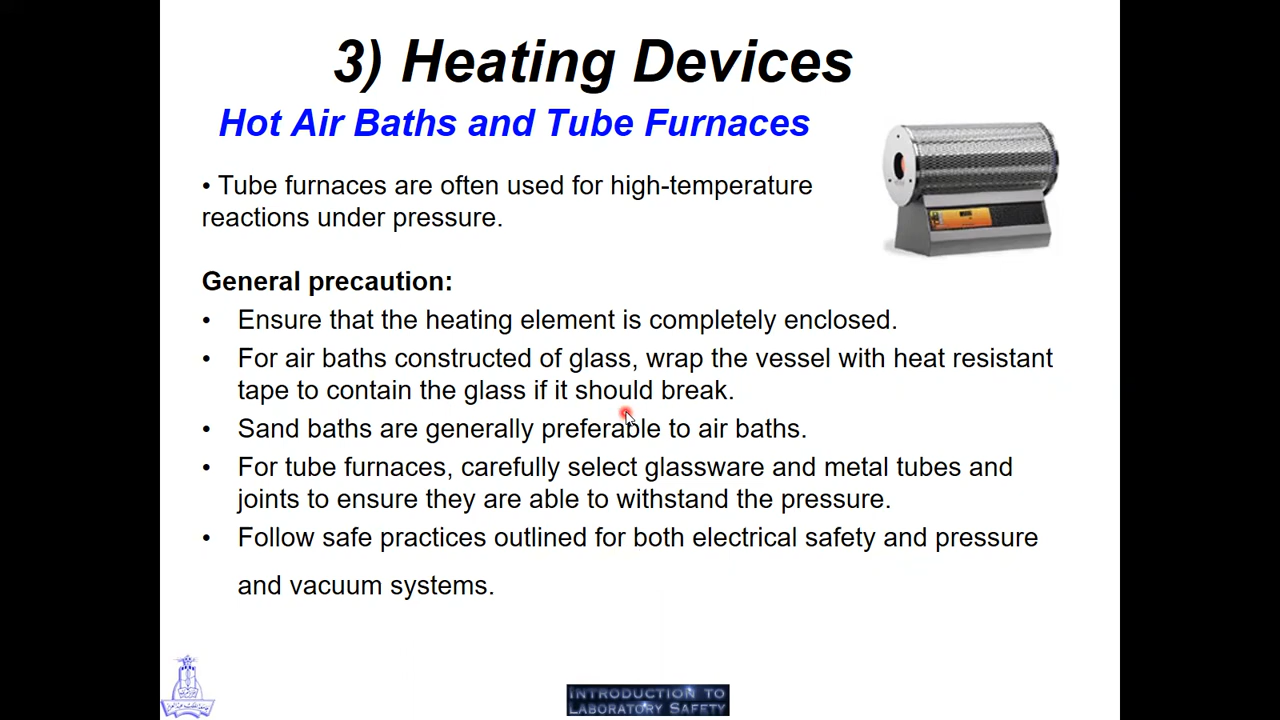 3) Heating Devices
Hot Air Baths and Tube Furnaces
• Tube furnaces are often used for high-temperature
reactions under pressure.
General precaution:
• Ensure that the heating element is completely enclosed.
• For air baths constructed of glass, wrap the vessel with heat resistant
tape to contain the glass if it should break.
• Sand baths are generally preferable to air baths.
• For tube furnaces, carefully select glassware and metal tubes and
joints to ensure they are able to withstand the pressure.
• Follow safe practices outlined for both electrical safety and pressure
and vacuum systems.
INTRODUCTION TO
LABORATORY SAFETY